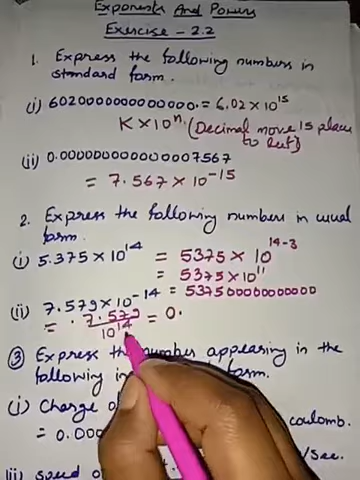 Exponents And Powers
Exercise - 2.2
1. Express the following numbers in
standard form.
(i) 6020000000000000. = 6.02 × 10^15
K × 10^n. (Decimal move 15 places
to left)
(ii) 0.000000000000007567
= 7.567 × 10^-15
2. Express the following numbers in usual
form.
(i) 5.375 × 10^14 = 5375 × 10^14-3
= 5375 × 10^11
= 537500000000000
(ii) 7.579 × 10^-14
= 7.579 / 10^14 = 0.
③ Express the number appearing in the
following in form.
(i) Charge coulomb.
= 0.000 /sec.
(ii) speed